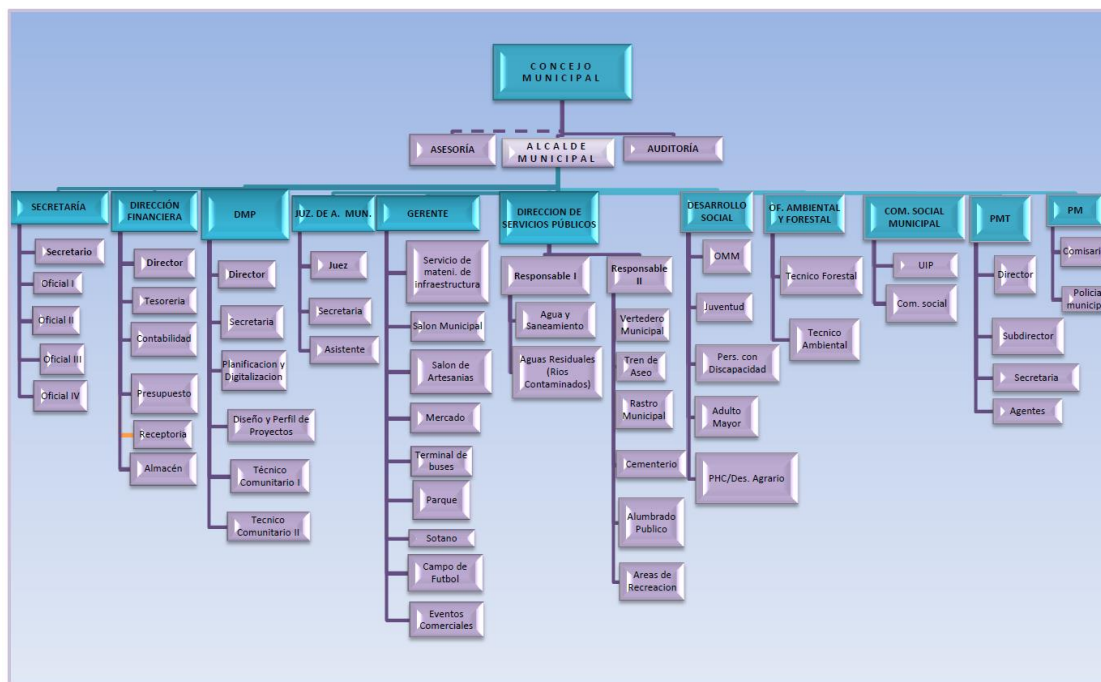 CONCEJO
MUNICIPAL
ASESORÍA
ALCALDE
MUNICIPAL
AUDITORÍA
SECRETARÍA
Secretario
Oficial I
Oficial II
Oficial III
Oficial IV
DIRECCIÓN
FINANCIERA
Director
Tesoreria
Contabilidad
Presupuesto
Receptoria
Almacén
DMP
Director
Secretaria
Planificacion y
Digitalizacion
Diseño y Perfil de
Proyectos
Técnico
Comunitario I
Tecnico
Comunitario II
JUZ. DE A. MUN.
Juez
Secretaria
Asistente
GERENTE
Servicio de
mateni. de
infraestructura
Salon Municipal
Salon de
Artesanias
Mercado
Terminal de
buses
Parque
Sotano
Campo de
Futbol
Eventos
Comerciales
DIRECCION DE
SERVICIOS PÚBLICOS
Responsable I
Agua y
Saneamiento
Aguas Residuales
(Rios
Contaminados)
Responsable
II
Vertedero
Municipal
Tren de
Aseo
Rastro
Municipal
Cementerio
Alumbrado
Publico
Areas de
Recreacion
DESARROLLO
SOCIAL
OMM
Juventud
Pers. con
Discapacidad
Adulto
Mayor
PHC/Des. Agrario
OF. AMBIENTAL
Y FORESTAL
Tecnico Forestal
Tecnico
Ambiental
COM. SOCIAL
MUNICIPAL
UIP
Com. social
PMT
Director
Subdirector
Secretaria
Agentes
PM
Comisario
Policia
municipal